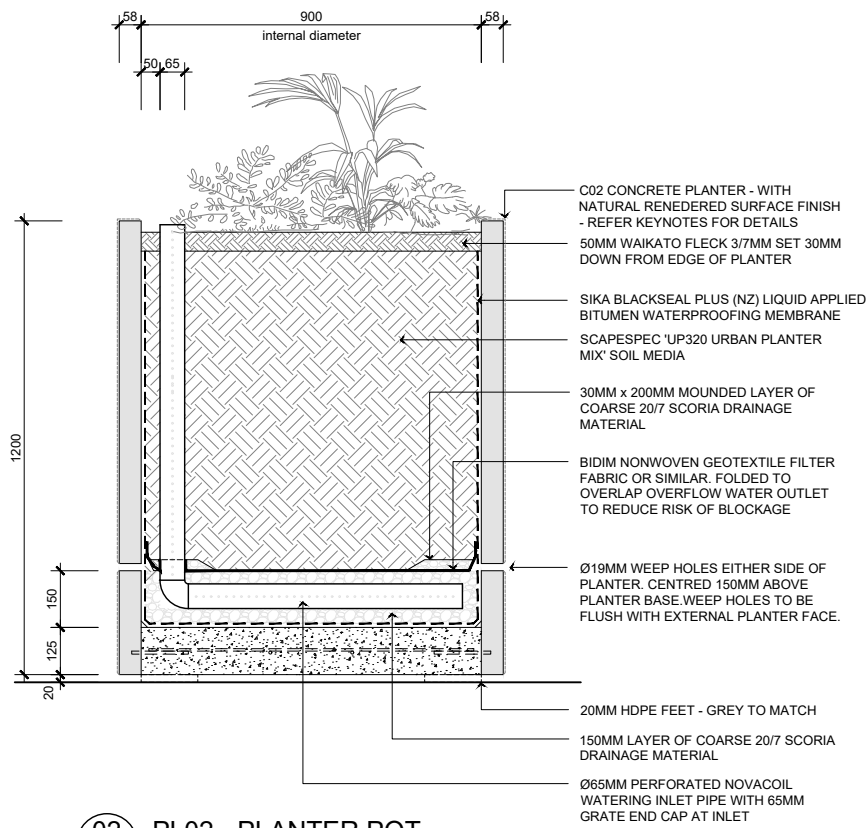 58
900
58
internal diameter
50
65
C02 CONCRETE PLANTER - WITH
NATURAL RENEDERED SURFACE FINISH
- REFER KEYNOTES FOR DETAILS
50MM WAIKATO FLECK 3/7MM SET 30MM
DOWN FROM EDGE OF PLANTER
SIKA BLACKSEAL PLUS (NZ) LIQUID APPLIED
BITUMEN WATERPROOFING MEMBRANE
SCAPESPEC 'UP320 URBAN PLANTER
MIX' SOIL MEDIA
30MM x 200MM MOUNDED LAYER OF
COARSE 20/7 SCORIA DRAINAGE
MATERIAL
1200
BIDIM NONWOVEN GEOTEXTILE FILTER
FABRIC OR SIMILAR. FOLDED TO
OVERLAP OVERFLOW WATER OUTLET
TO REDUCE RISK OF BLOCKAGE
Ø19MM WEEP HOLES EITHER SIDE OF
PLANTER. CENTRED 150MM ABOVE
PLANTER BASE.WEEP HOLES TO BE
FLUSH WITH EXTERNAL PLANTER FACE.
150
125
20
20MM HDPE FEET - GREY TO MATCH
150MM LAYER OF COARSE 20/7 SCORIA
DRAINAGE MATERIAL
Ø65MM PERFORATED NOVACOIL
WATERING INLET PIPE WITH 65MM
GRATE END CAP AT INLET